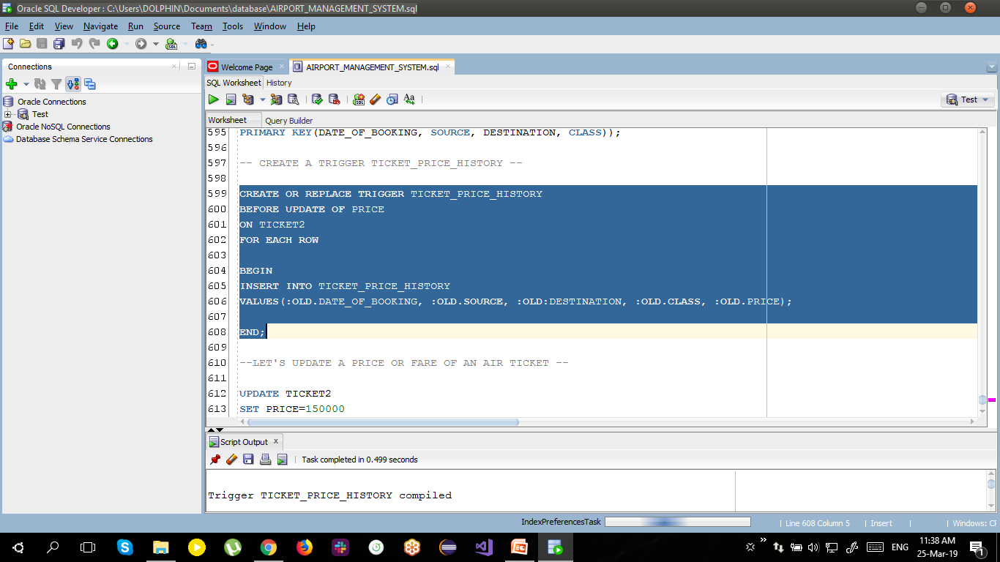 Oracle SQL Developer : C:\Users\DOLPHIN\Documents\database\AIRPORT_MANAGEMENT_SYSTEM.sql
File Edit View Navigate Run Source Team Tools Window Help
Connections
Oracle Connections
Test
Oracle NoSQL Connections
Database Schema Service Connections
Welcome Page AIRPORT_MANAGEMENT_SYSTEM.sql
SQL Worksheet History
Aa
Test
Worksheet Query Builder
595 PRIMARY KEY(DATE_OF_BOOKING, SOURCE, DESTINATION, CLASS));
596
597 -- CREATE A TRIGGER TICKET_PRICE_HISTORY --
598
599 CREATE OR REPLACE TRIGGER TICKET_PRICE_HISTORY
600 BEFORE UPDATE OF PRICE
601 ON TICKET2
602 FOR EACH ROW
603
604 BEGIN
605 INSERT INTO TICKET_PRICE_HISTORY
606 VALUES(:OLD.DATE_OF_BOOKING, :OLD.SOURCE, :OLD:DESTINATION, :OLD.CLASS, :OLD.PRICE);
607
608 END;
609
610 --LET'S UPDATE A PRICE OR FARE OF AN AIR TICKET --
611
612 UPDATE TICKET2
613 SET PRICE=150000
Script Output x
Task completed in 0.499 seconds
Trigger TICKET_PRICE_HISTORY compiled
IndexPreferencesTask
Line 608 Column 5 Insert Windows: CF
ENG
11:38 AM
25-Mar-19
1